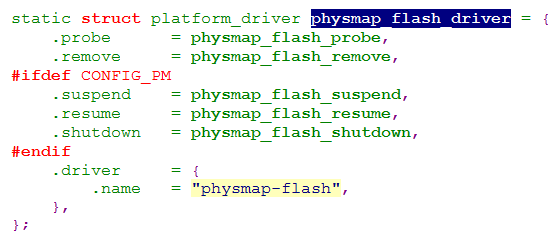 static struct platform_driver physmap_flash_driver = {
.probe = physmap_flash_probe,
.remove = physmap_flash_remove,
#ifdef CONFIG_PM
.suspend = physmap_flash_suspend,
.resume = physmap_flash_resume,
.shutdown = physmap_flash_shutdown,
#endif
.driver = {
.name = "physmap-flash",
},
};